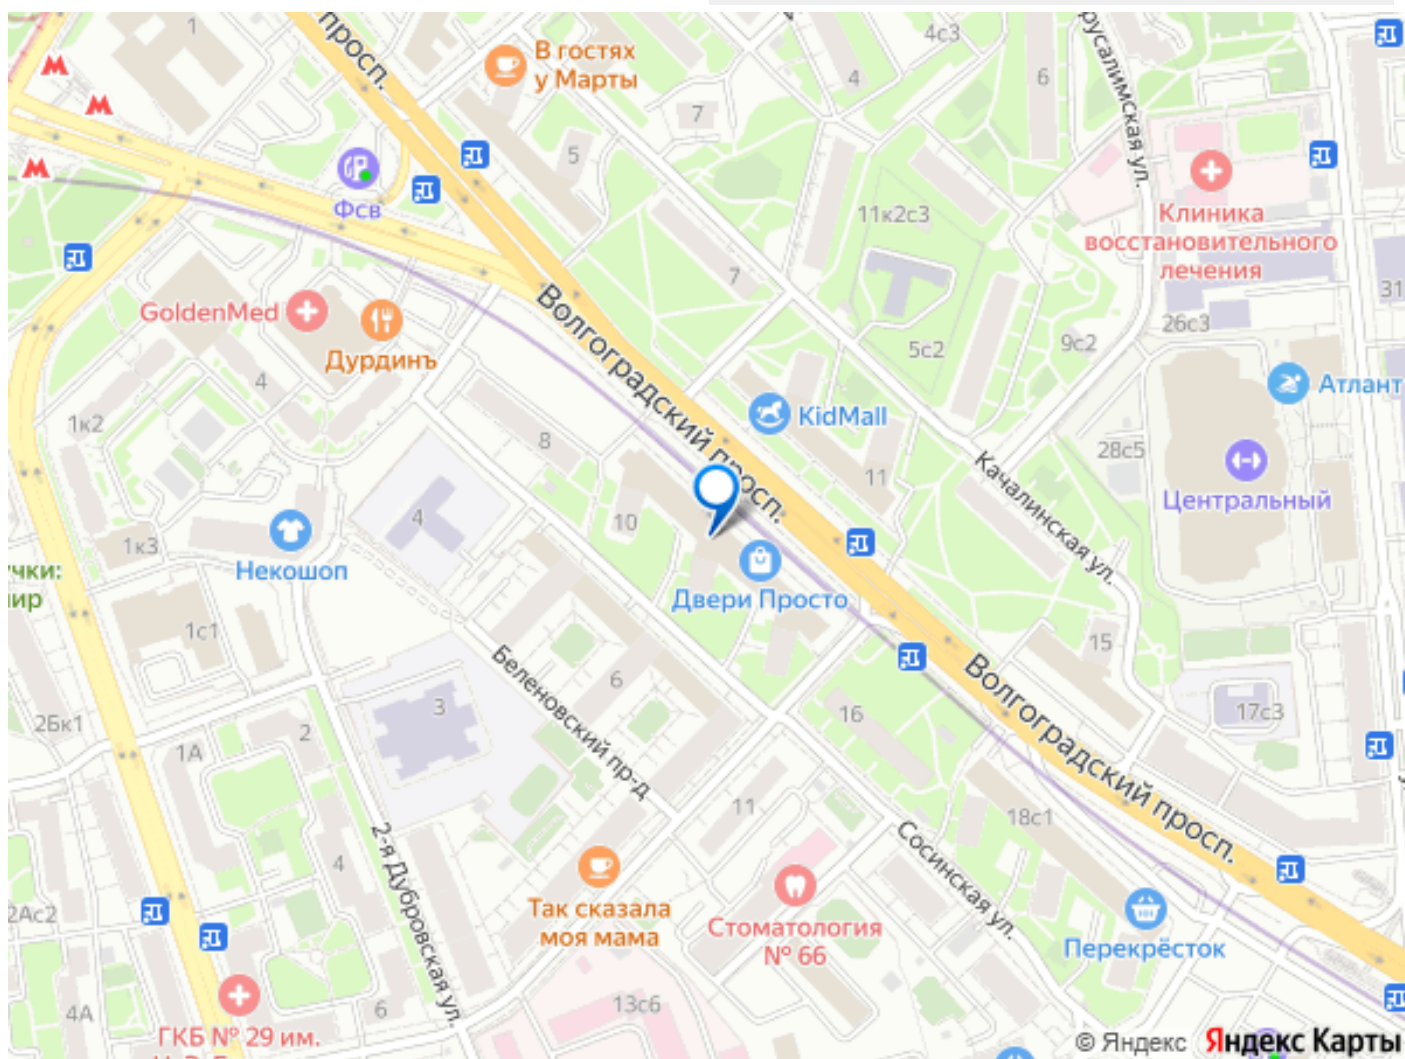 1
просп.
В гостях
у Марты
4с3
4
6
русалимская ул.
7
5
Фсв
11к2с3
Клиника
восстановительного
лечения
7
31
GoldenMed
Дурдинъ
Волгоградский просп.
26с3
5с2
9с2
4
Атлант
1к2
KidMall
8
28с5
11
Качалинская ул.
Центральный
4
10
1к3
Некошоп
чки:
ир
Двери Просто
1с1
15
Беленовский пр-д
6
Волгоградский просп.
3
16
17с3
2Бк1
2
1А
11
18с1
2-я Дубровская ул.
4
Сосинская ул.
Так сказала
моя мама
Стоматология
№ 66
2Ас2
Перекрёсток
4А
6
13с6
ГКБ № 29 им.
© Яндекс Яндекс Карты